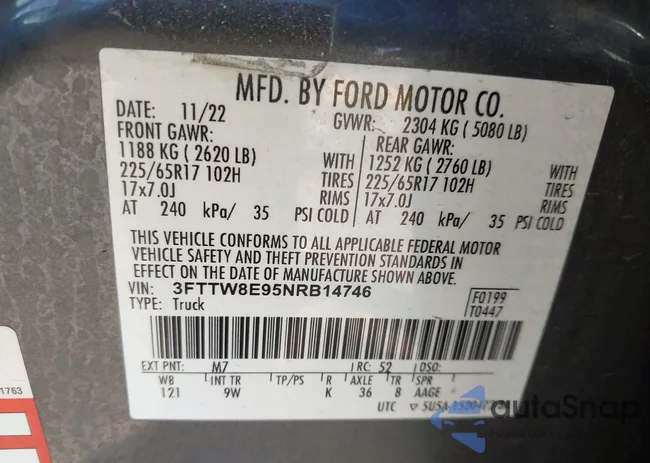 MFD. BY FORD MOTOR CO.
DATE: 11/22 GVWR: 2304 KG ( 5080 LB)
FRONT GAWR: REAR GAWR:
1188 KG ( 2620 LB) WITH 1252 KG ( 2760 LB) WITH
225/65R17 102H TIRES 225/65R17 102H TIRES
17x7.0J RIMS 17x7.0J RIMS
AT 240 kPa/ 35 PSI COLD AT 240 kPa/ 35 PSI COLD
THIS VEHICLE CONFORMS TO ALL APPLICABLE FEDERAL MOTOR
VEHICLE SAFETY AND THEFT PREVENTION STANDARDS IN
EFFECT ON THE DATE OF MANUFACTURE SHOWN ABOVE.
VIN: 3FTTW8E95NRB14746 F0199
TYPE: Truck T0447
EXT PNT: M7 RC: 52 DSO:
WB INT TR TP/PS R AXLE TR SPR
121 9W K 36 8 AAGE
UTC
1763
autoSnap